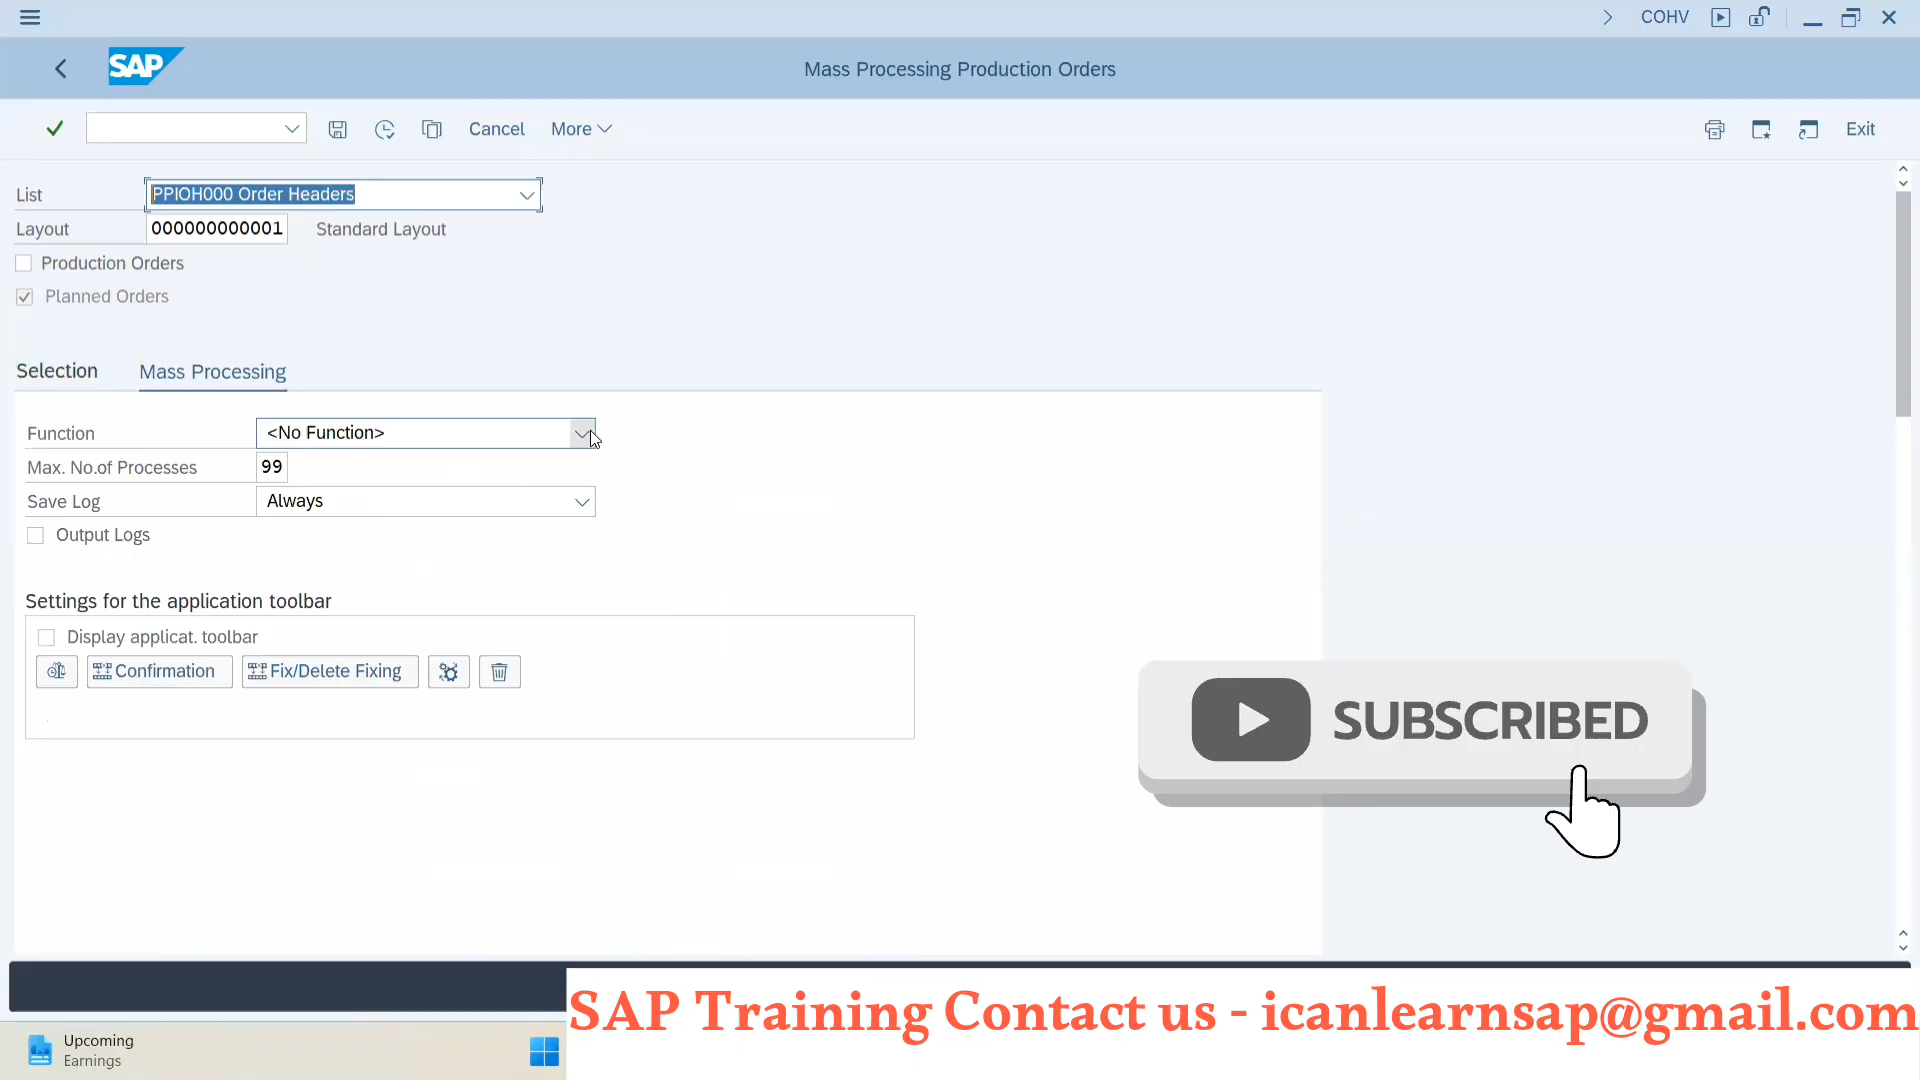 COHV
SAP
Mass Processing Production Orders
Cancel More Exit
List PPIOH000 Order Headers
Layout 000000000001 Standard Layout
Production Orders
Planned Orders
Selection Mass Processing
Function <No Function>
Max. No.of Processes 99
Save Log Always
Output Logs
Settings for the application toolbar
Display applicat. toolbar
Confirmation Fix/Delete Fixing
SUBSCRIBED
SAP Training Contact us - icanlearnsap@gmail.com
Upcoming
Earnings